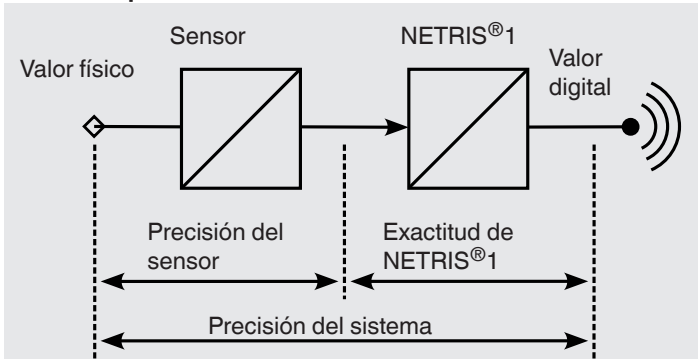 Sensor
NETRIS®1
Valor físico
Valor
digital
Precisión del
sensor
Exactitud de
NETRIS®1
Precisión del sistema